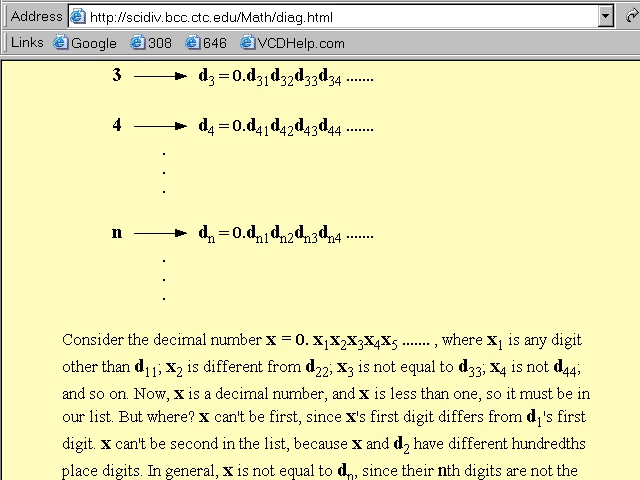 Address http://scidiv.bcc.ctc.edu/Math/diag.html
Links Google 308 646 VCDHelp.com
3 → d₃ = 0.d₃₁d₃₂d₃₃d₃₄ .......
4 → d₄ = 0.d₄₁d₄₂d₄₃d₄₄ .......
.
.
.
n → dₙ = 0.dₙ₁dₙ₂dₙ₃dₙ₄ .......
.
.
.
Consider the decimal number x = 0. x₁x₂x₃x₄x₅ ....... , where x₁ is any digit
other than d₁₁; x₂ is different from d₂₂; x₃ is not equal to d₃₃; x₄ is not d₄₄;
and so on. Now, x is a decimal number, and x is less than one, so it must be in
our list. But where? x can't be first, since x's first digit differs from d₁'s first
digit. x can't be second in the list, because x and d₂ have different hundredths
place digits. In general, x is not equal to dₙ, since their nth digits are not the